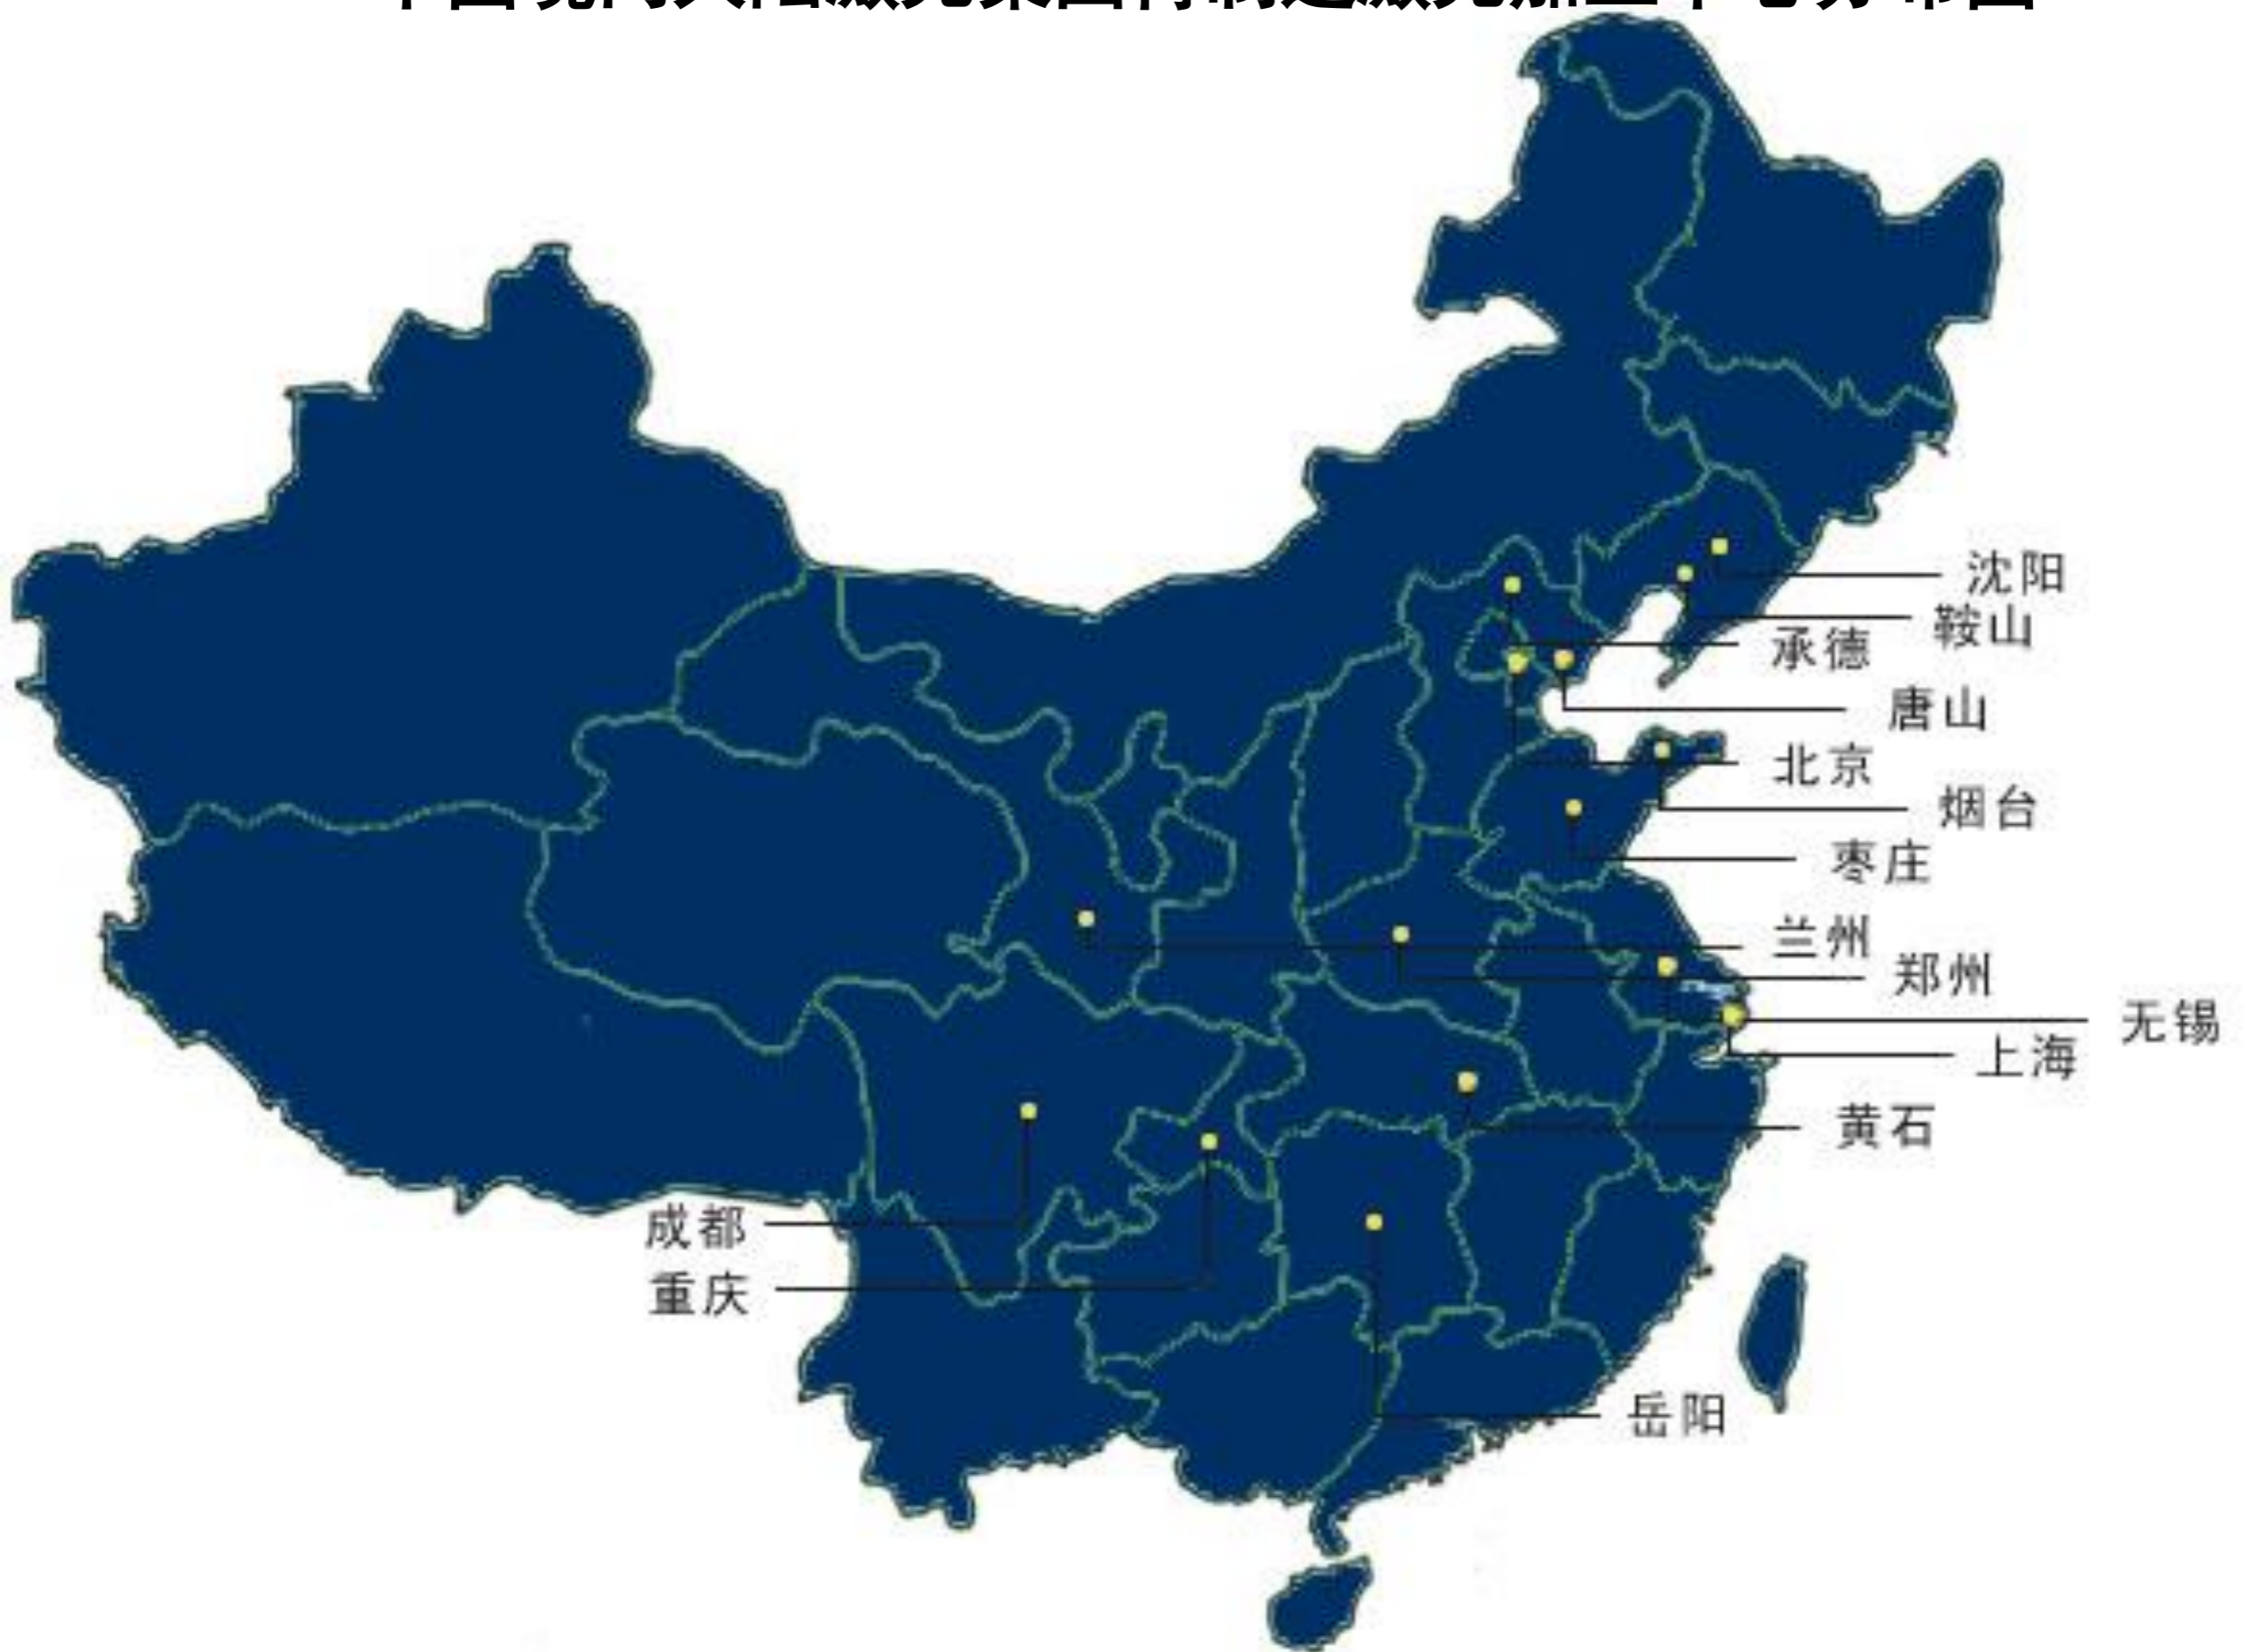 沈阳
鞍山
承德
唐山
北京
烟台
枣庄
兰州
郑州
无锡
上海
黄石
成都
重庆
岳阳